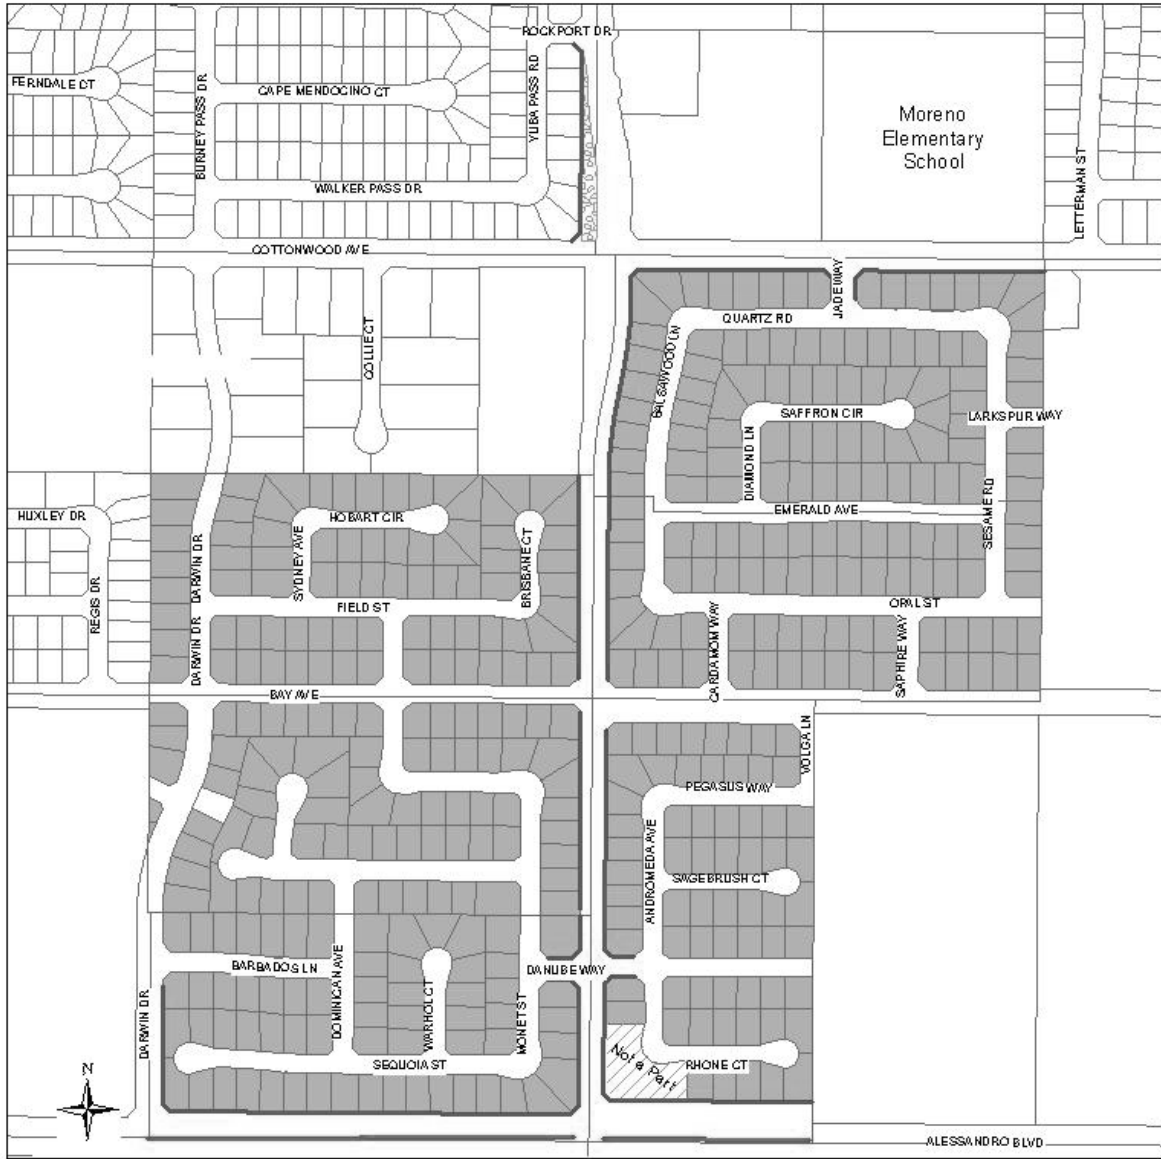 ROCKPORT DR
FERNDALE CT
BURNEY PASS DR
CAPE MENDOCINO CT
YUBA PASS RD
Moreno
Elementary
School
WALKER PASS DR
LETTERMAN ST
COTTONWOOD AVE
JADE WAY
QUARTZ RD
COLLIE CT
BALSAWOOD LN
SAFFRON CIR
LARKSPUR WAY
DIAMOND LN
EMERALD AVE
SESAME RD
HUXLEY DR
HOBART CIR
SYDNEY AVE
BRISBANE CT
DARWIN DR
REGIS DR
FIELD ST
OPAL ST
DARWIN DR
CARDAMOM WAY
SAPHIRE WAY
BAY AVE
VOLGA LN
PEGASUS WAY
ANDROMEDA AVE
SAGEBRUSH CT
BARBADOS LN
DOMINICAN AVE
DANUBE WAY
WARHOL CT
MONET ST
DARWIN DR
SEQUOIA ST
Not a Part
RHONE CT
N
ALESSANDRO BLVD